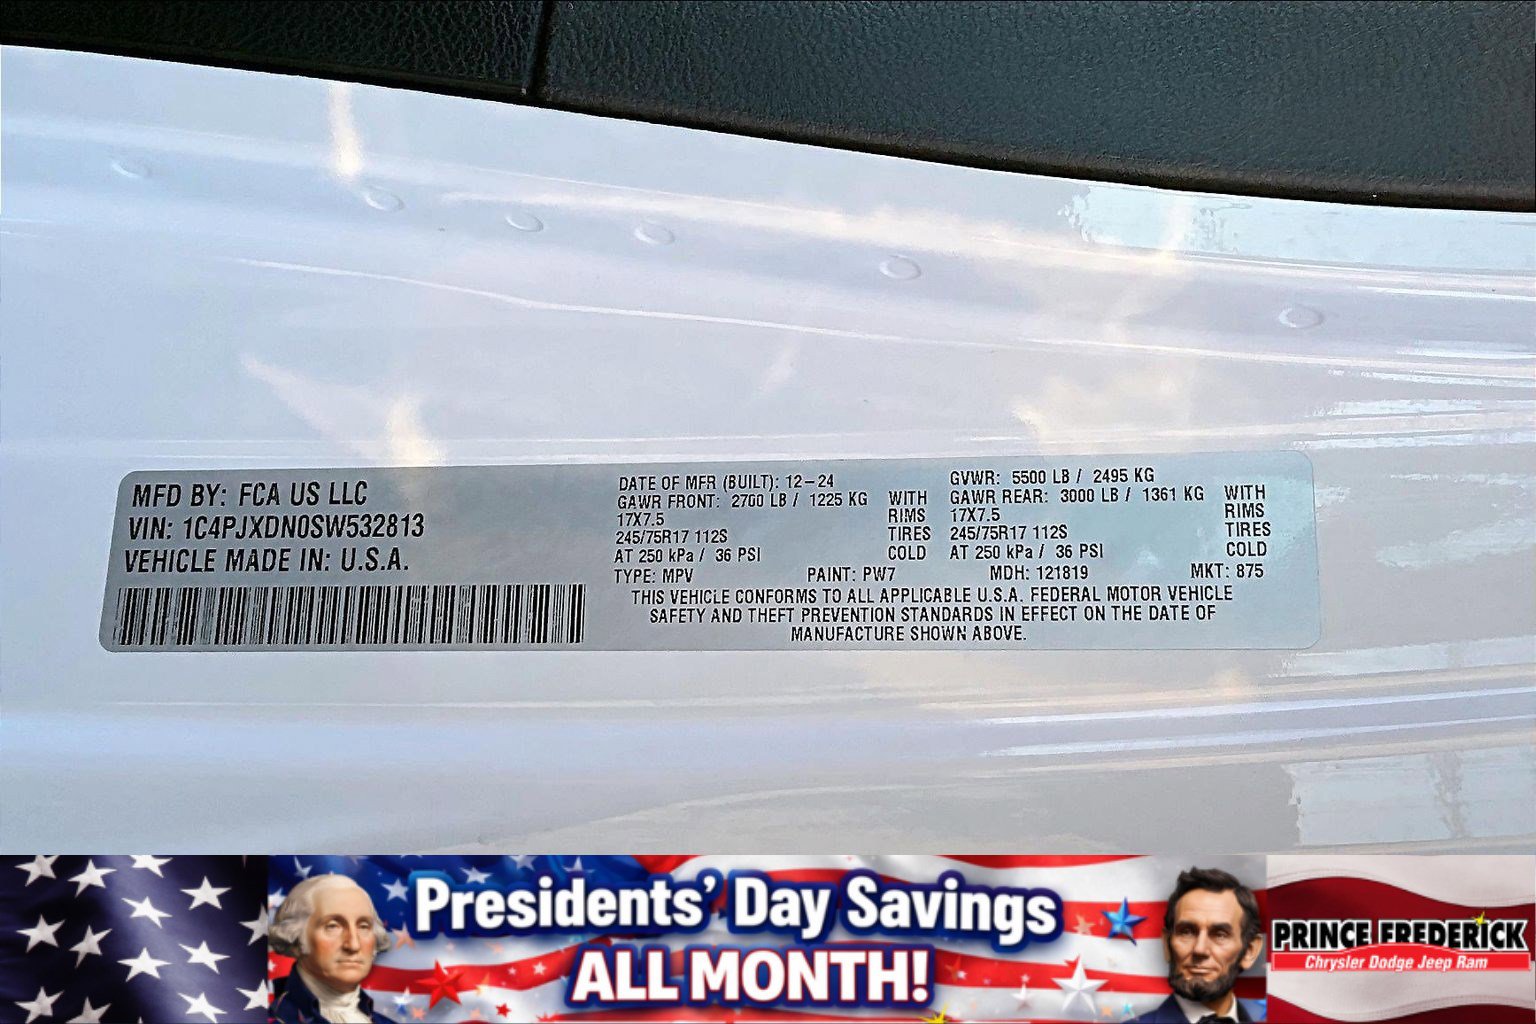 MFD BY: FCA US LLC
VIN: 1C4PJXDN0SW532813
VEHICLE MADE IN: U.S.A.
DATE OF MFR (BUILT): 12-24
GAWR FRONT: 2700 LB / 1225 KG WITH
17X7.5 RIMS
245/75R17 112S TIRES
AT 250 kPa / 36 PSI COLD
GVWR: 5500 LB / 2495 KG
GAWR REAR: 3000 LB / 1361 KG WITH
17X7.5 RIMS
245/75R17 112S TIRES
AT 250 kPa / 36 PSI COLD
TYPE: MPV PAINT: PW7 MDH: 121819 MKT: 875
THIS VEHICLE CONFORMS TO ALL APPLICABLE U.S.A. FEDERAL MOTOR VEHICLE
SAFETY AND THEFT PREVENTION STANDARDS IN EFFECT ON THE DATE OF
MANUFACTURE SHOWN ABOVE.
Presidents' Day Savings
ALL MONTH!
PRINCE FREDERICK
Chrysler Dodge Jeep Ram